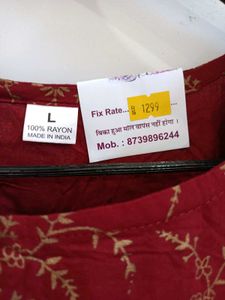 L
100% RAYON
MADE IN INDIA
Fix Rate... 1299
बिका हुआ माल वापस नहीं होगा ।
Mob. : 8739896244